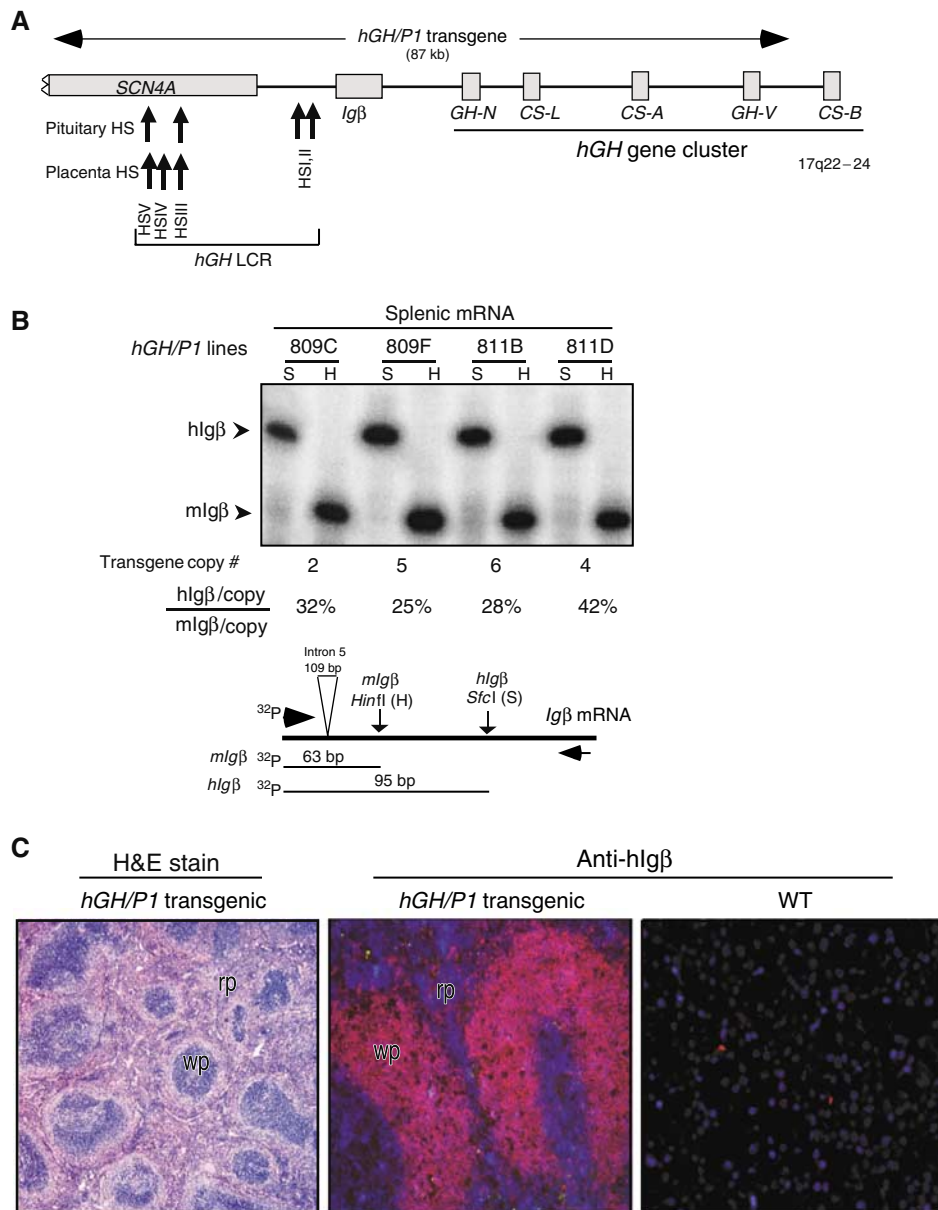 A
hGH/P1 transgene
(87 kb)
SCN4A
Igβ
GH-N
CS-L
CS-A
GH-V
CS-B
Pituitary HS
Placenta HS
HSV
HSIV
HSIII
HSI,II
hGH LCR
hGH gene cluster
17q22–24
B
Splenic mRNA
hGH/P1 lines
809C 809F 811B 811D
S H S H S H S H
hIgβ
mIgβ
Transgene copy # 2 5 6 4
hIgβ/copy
mIgβ/copy
32% 25% 28% 42%
Intron 5
109 bp
mIgβ
HinfI (H)
hIgβ
SfcI (S)
32P
Igβ mRNA
mIgβ 32P 63 bp
hIgβ 32P 95 bp
C
H&E stain
Anti-hIgβ
hGH/P1 transgenic
hGH/P1 transgenic
WT
rp
wp
rp
wp